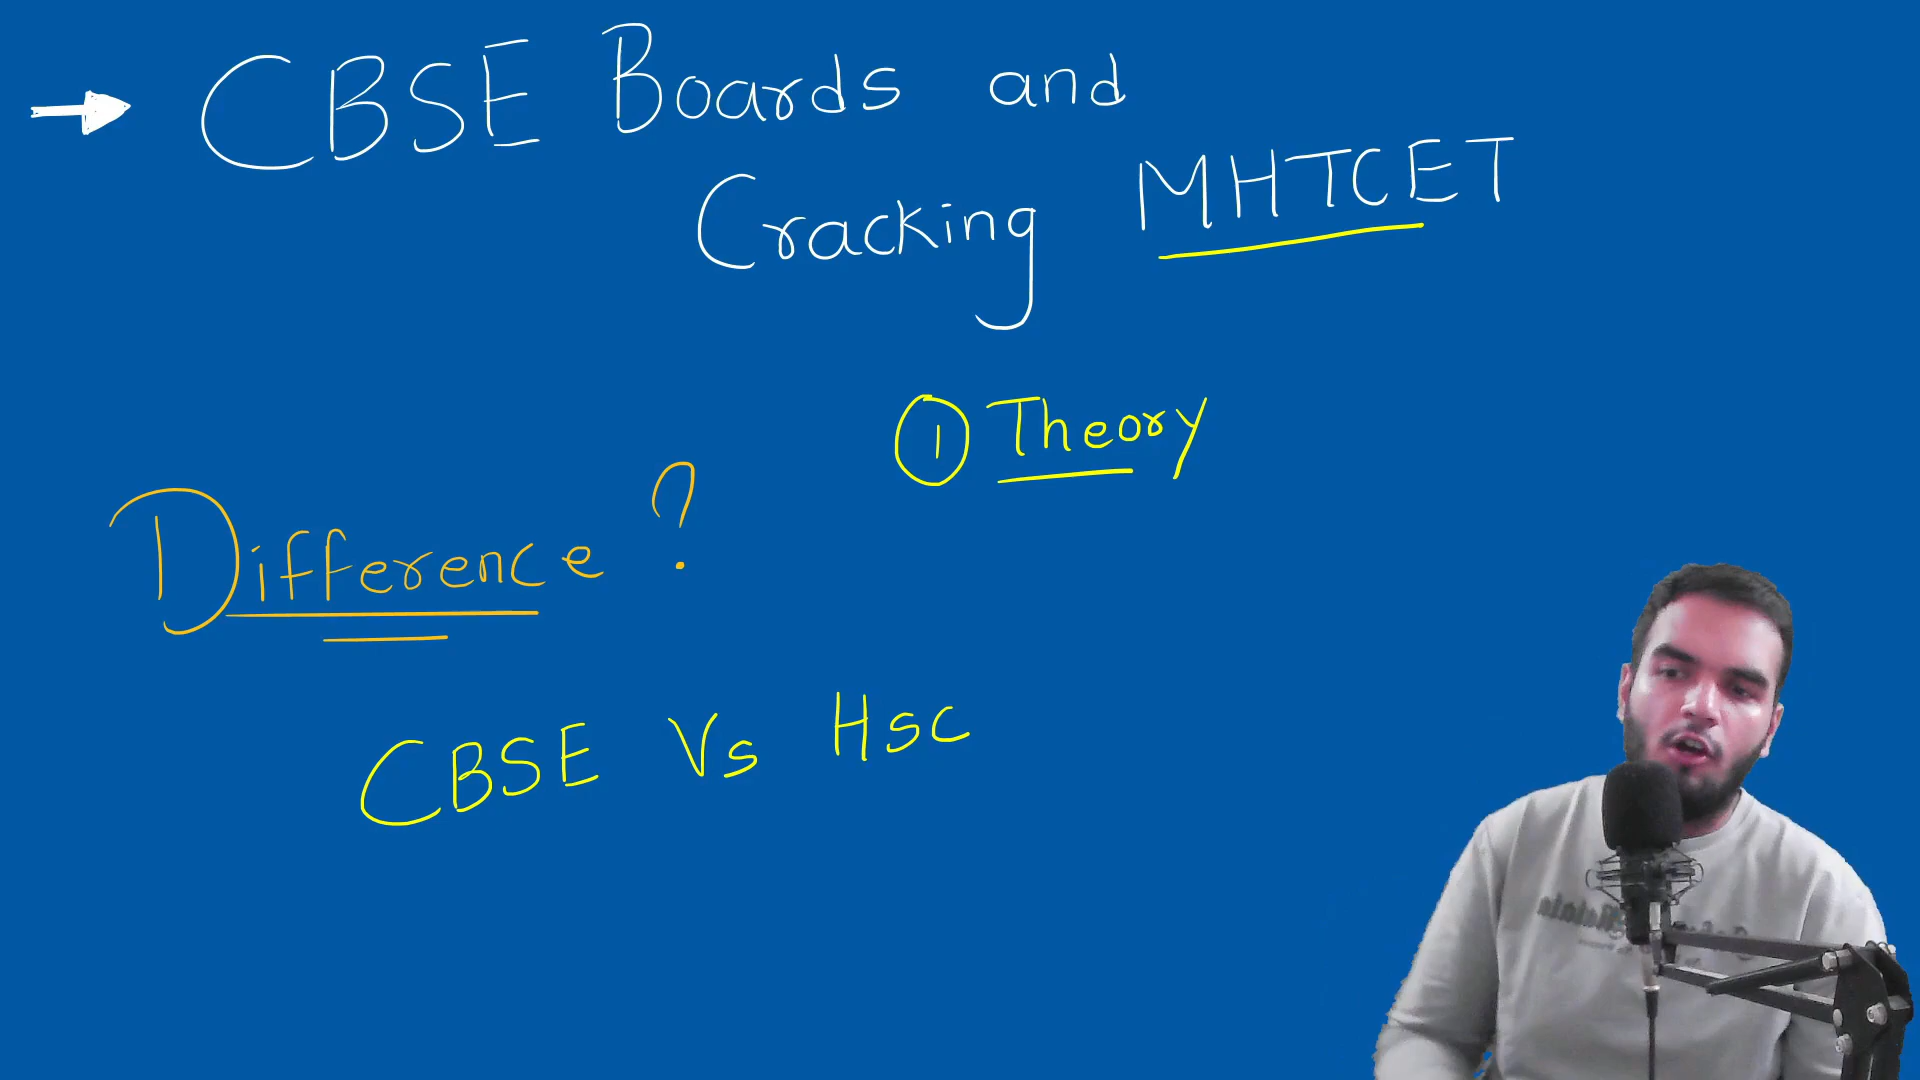 → CBSE Boards and
Cracking MHTCET
① Theory
Difference?
CBSE Vs Hsc